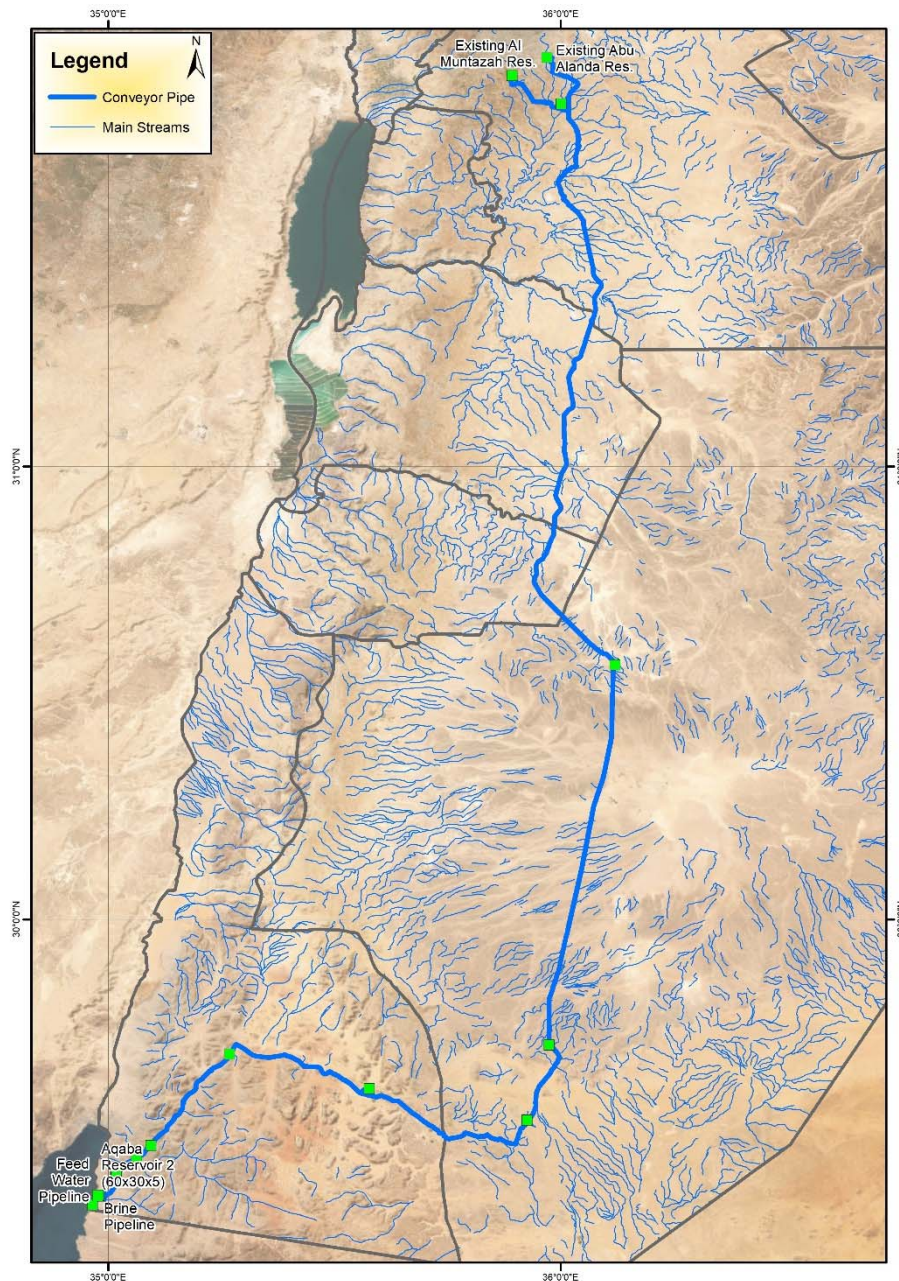 35°0'0"E
36°0'0"E
Legend
N
Conveyor Pipe
Main Streams
Existing Al
Muntazah Res.
Existing Abu
Alanda Res.
31°0'0"N
30°0'0"N
Aqaba
Reservoir 2
(60x30x5)
Feed
Water
Pipeline
Brine
Pipeline
35°0'0"E
36°0'0"E